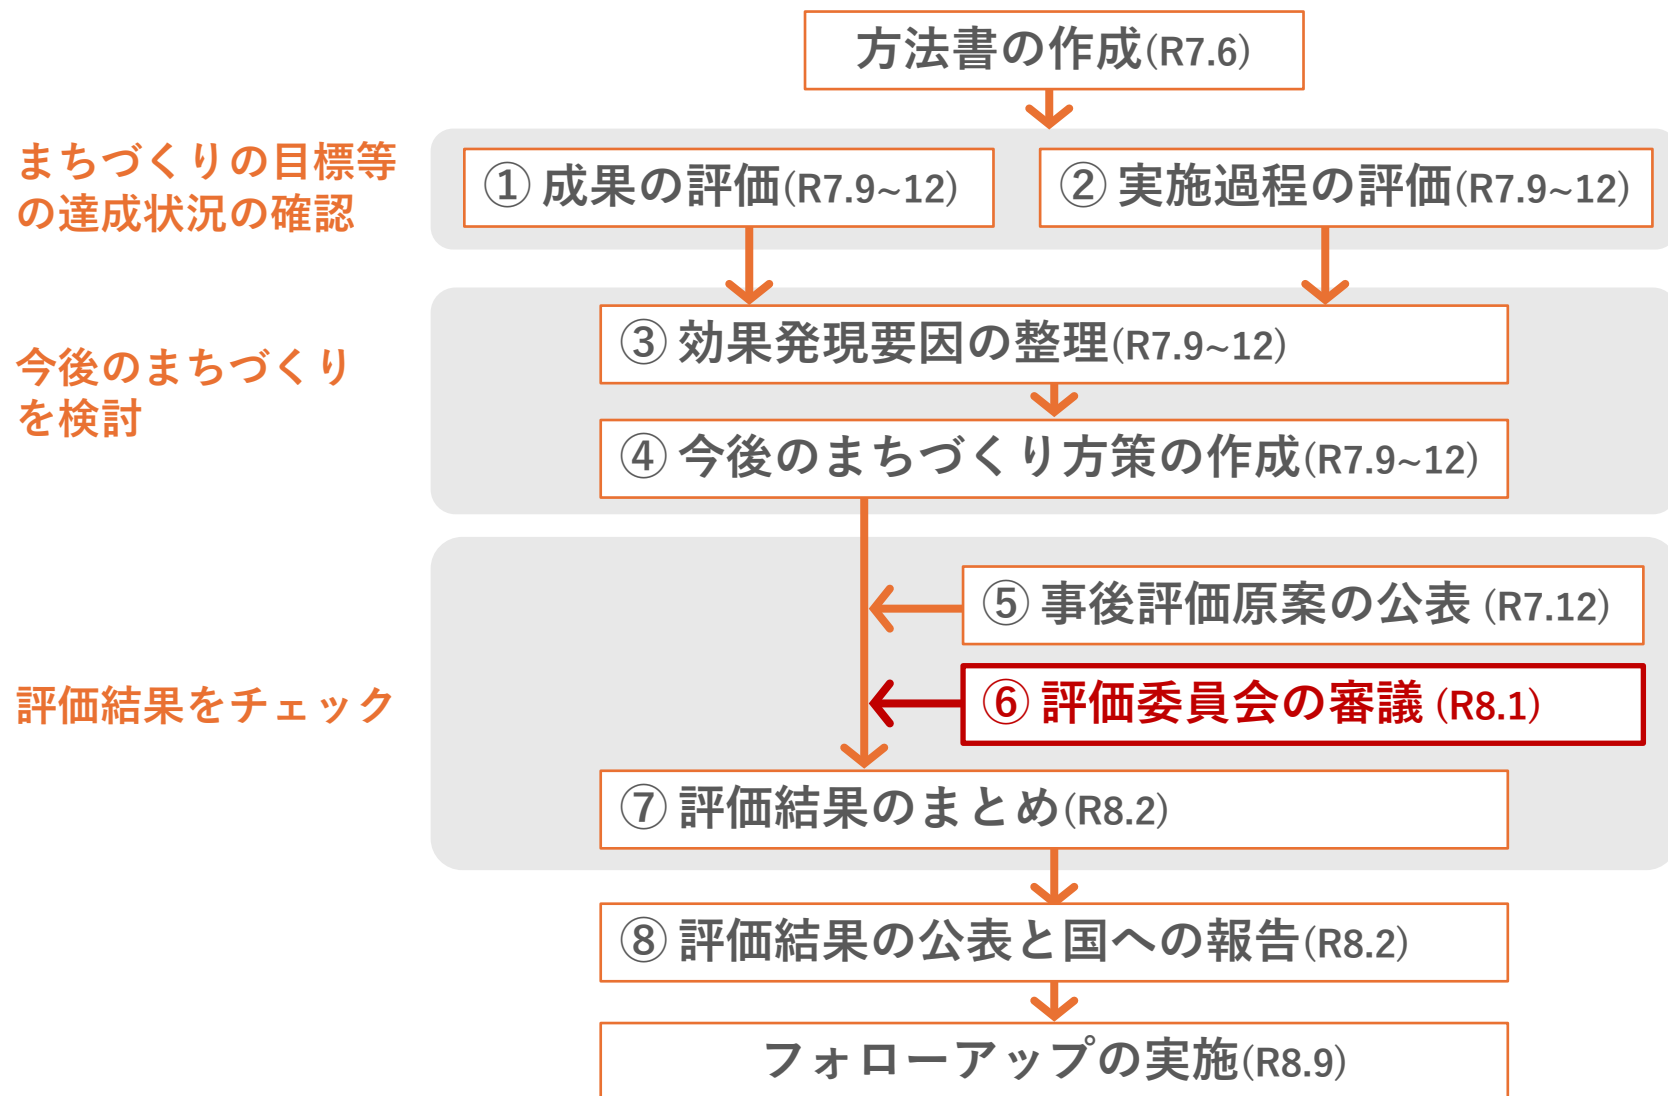 方法書の作成(R7.6)
まちづくりの目標等
の達成状況の確認
① 成果の評価(R7.9~12)
② 実施過程の評価(R7.9~12)
今後のまちづくり
を検討
③ 効果発現要因の整理(R7.9~12)
④ 今後のまちづくり方策の作成(R7.9~12)
評価結果をチェック
⑤ 事後評価原案の公表 (R7.12)
⑥ 評価委員会の審議 (R8.1)
⑦ 評価結果のまとめ(R8.2)
⑧ 評価結果の公表と国への報告(R8.2)
フォローアップの実施(R8.9)